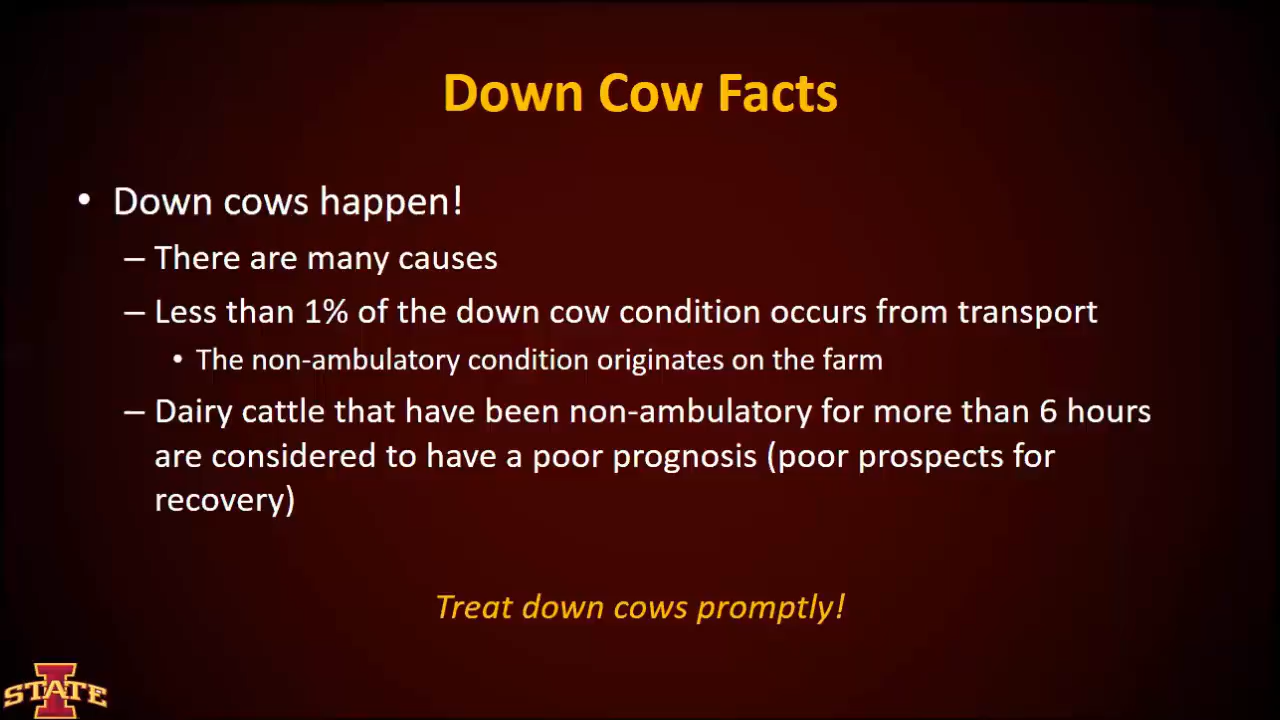 Down Cow Facts
• Down cows happen!
– There are many causes
– Less than 1% of the down cow condition occurs from transport
• The non-ambulatory condition originates on the farm
– Dairy cattle that have been non-ambulatory for more than 6 hours
are considered to have a poor prognosis (poor prospects for
recovery)
Treat down cows promptly!
I
STATE